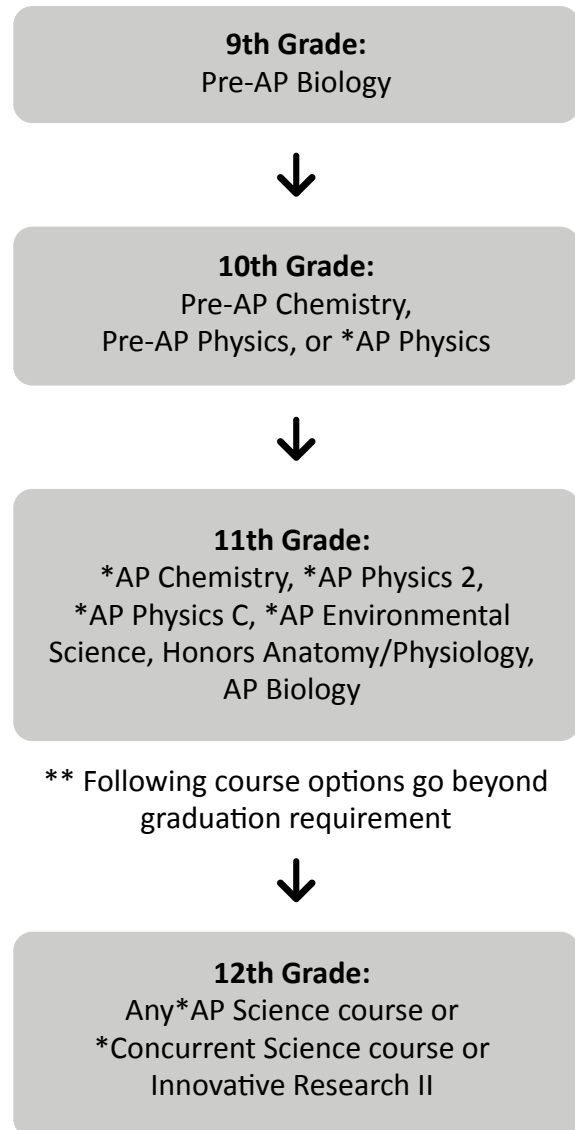 9th Grade:
Pre-AP Biology
10th Grade:
Pre-AP Chemistry,
Pre-AP Physics, or *AP Physics
11th Grade:
*AP Chemistry, *AP Physics 2,
*AP Physics C, *AP Environmental
Science, Honors Anatomy/Physiology,
AP Biology
** Following course options go beyond
graduation requirement
12th Grade:
Any*AP Science course or
*Concurrent Science course or
Innovative Research II